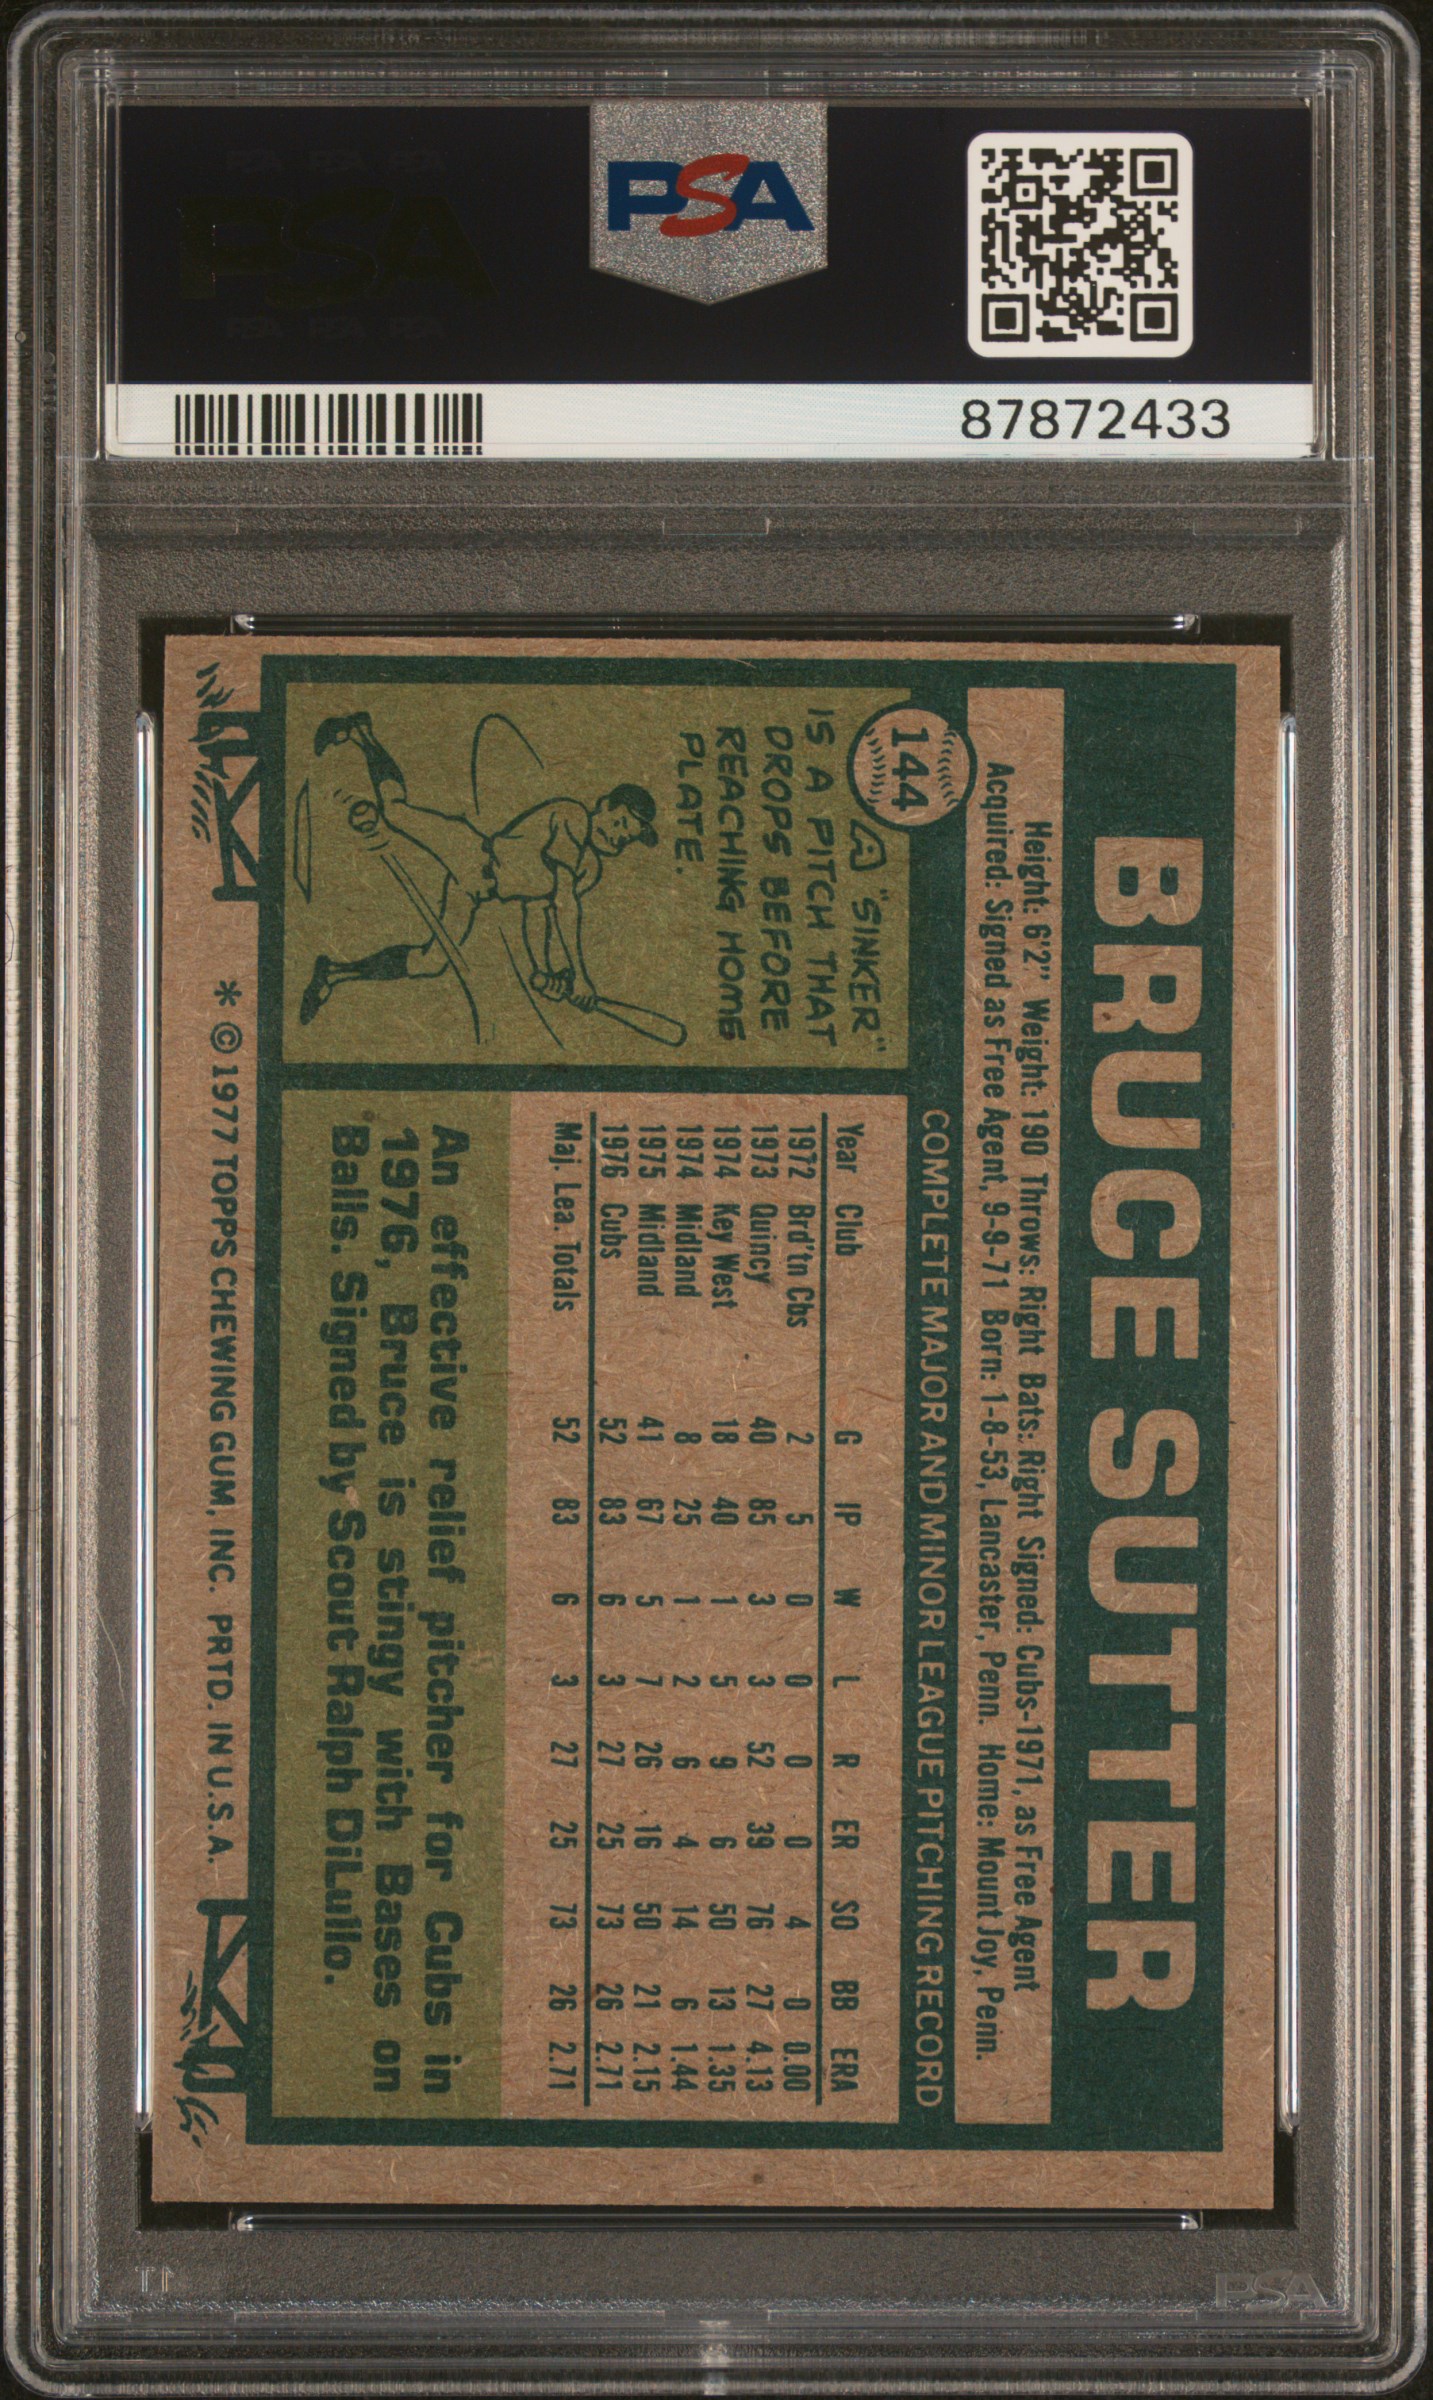 PSA
87872433
BRUCE SUTTER
Height: 6'2" Weight: 190 Throws: Right Bats: Right Signed: Cubs-1971, as Free Agent
Acquired: Signed as Free Agent, 9-9-71 Born: 1-8-53, Lancaster, Penn. Home: Mount Joy, Penn.
144
COMPLETE MAJOR AND MINOR LEAGUE PITCHING RECORD
A "SINKER"
IS A PITCH THAT
DROPS BEFORE
REACHING HOME
PLATE.
Year Club G IP W L R ER SO BB ERA
1972 Brd'tn Cbs 2 5 0 0 0 0 4 0 0.00
1973 Quincy 40 85 3 3 52 39 76 27 4.13
1974 Key West 18 40 1 5 9 6 50 13 1.35
1974 Midland 8 25 1 2 6 4 14 6 1.44
1975 Midland 41 67 5 7 26 16 50 21 2.15
1976 Cubs 52 83 6 3 27 25 73 26 2.71
Maj. Lea. Totals 52 83 6 3 27 25 73 26 2.71
An effective relief pitcher for Cubs in
1976, Bruce is stingy with Bases on
Balls. Signed by Scout Ralph DiLullo.
* © 1977 TOPPS CHEWING GUM, INC. PRTD. IN U.S.A.
PSA